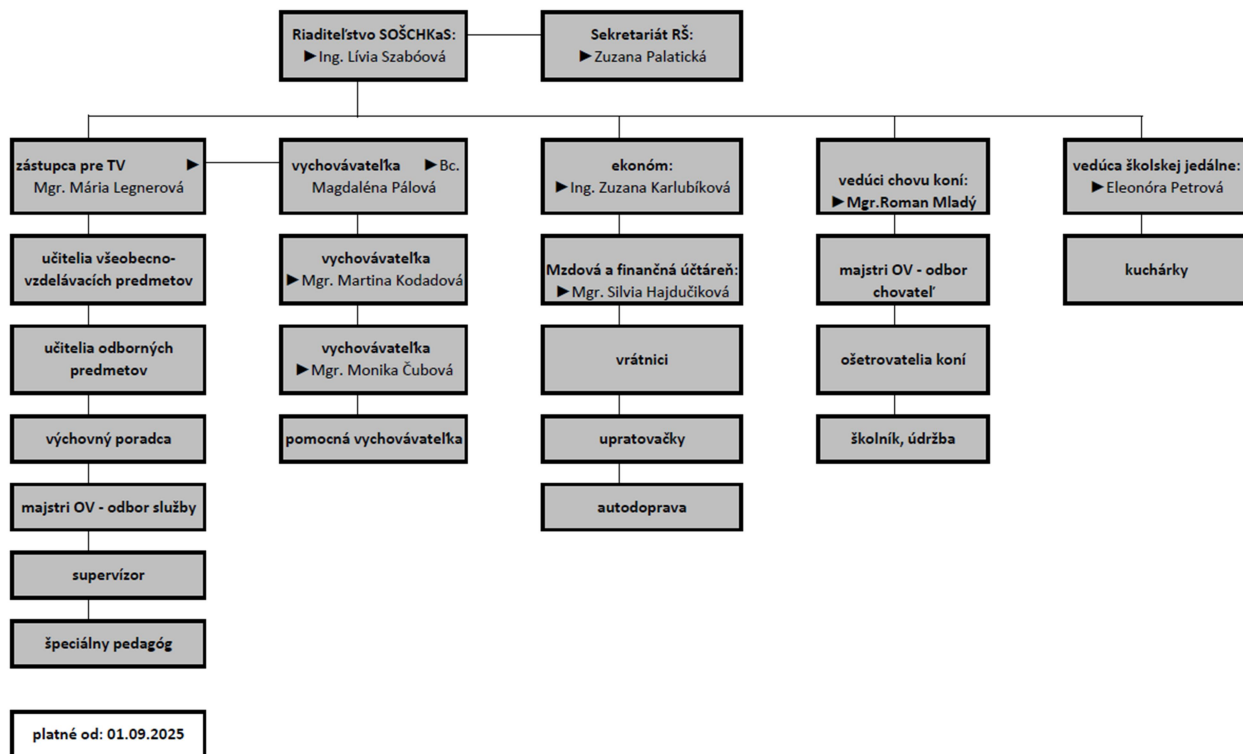 Riaditeľstvo SOŠCHKaS:
►Ing. Lívia Szabóová
Sekretariát RŠ:
►Zuzana Palatická
zástupca pre TV ►
Mgr. Mária Legnerová
vychovávateľka ►Bc.
Magdaléna Pálová
ekonóm:
►Ing. Zuzana Karlubíková
vedúci chovu koní:
►Mgr.Roman Mladý
vedúca školskej jedálne:
►Eleonóra Petrová
učitelia všeobecno-
vzdelávacích predmetov
vychovávateľka
►Mgr. Martina Kodadová
Mzdová a finančná účtáreň:
►Mgr. Silvia Hajdučiková
majstri OV - odbor
chovateľ
kuchárky
učitelia odborných
predmetov
vychovávateľka
►Mgr. Monika Čubová
vrátnici
ošetrovatelia koní
výchovný poradca
pomocná vychovávateľka
upratovačky
školník, údržba
majstri OV - odbor služby
autodoprava
supervízor
špeciálny pedagóg
platné od: 01.09.2025